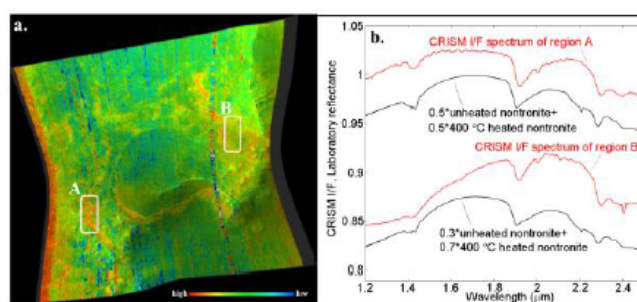 a.
B
A
high
low
b.
CRISM I/F spectrum of region A
0.5*unheated nontronite+
0.5*400 °C heated nontronite
CRISM I/F spectrum of region B
0.3*unheated nontronite+
0.7*400 °C heated nontronite
CRISM I/F, Laboratory reflectance
1.05
1
0.95
0.9
0.85
0.8
1.2 1.4 1.6 1.8 2.0 2.2 2.4
Wavelength (μm)